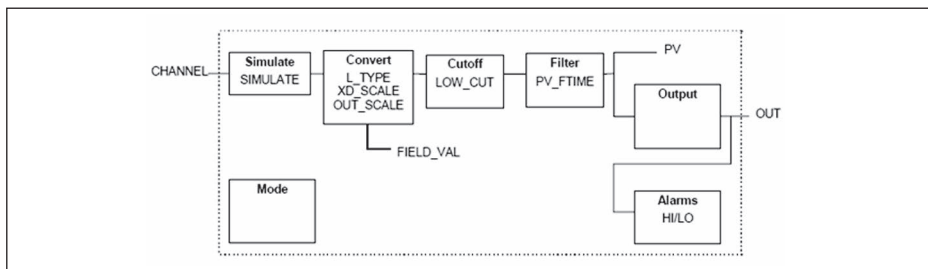 CHANNEL
Simulate
SIMULATE
Convert
L_TYPE
XD_SCALE
OUT_SCALE
Cutoff
LOW_CUT
Filter
PV_FTIME
PV
Output
OUT
FIELD_VAL
Mode
Alarms
HI/LO